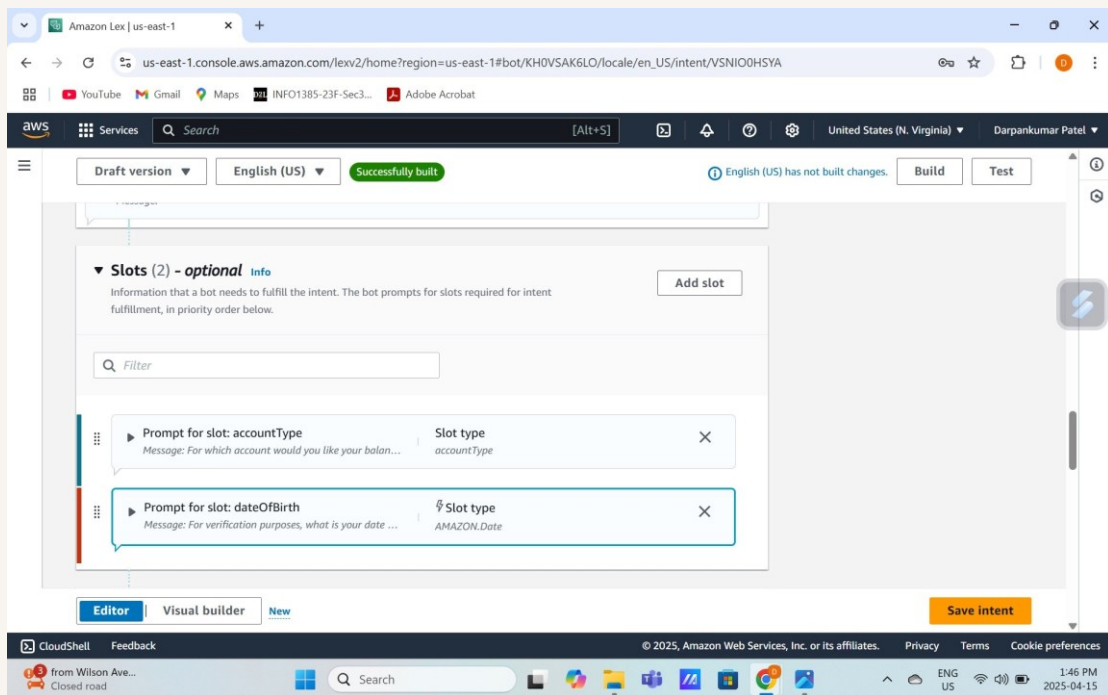 Amazon Lex | us-east-1
us-east-1.console.aws.amazon.com/lexv2/home?region=us-east-1#bot/KH0VSAK6LO/locale/en_US/intent/VSNIO0HSYA
D
YouTube Gmail Maps D2L INFO1385-23F-Sec3... Adobe Acrobat
aws Services Search [Alt+S] United States (N. Virginia) Darpankumar Patel
Draft version English (US) Successfully built English (US) has not built changes. Build Test
Message:
Slots (2) - optional Info
Add slot
Information that a bot needs to fulfill the intent. The bot prompts for slots required for intent
fulfillment, in priority order below.
Filter
Prompt for slot: accountType Slot type
Message: For which account would you like your balan... accountType
Prompt for slot: dateOfBirth Slot type
Message: For verification purposes, what is your date ... AMAZON.Date
Editor Visual builder New Save intent
CloudShell Feedback © 2025, Amazon Web Services, Inc. or its affiliates. Privacy Terms Cookie preferences
3 from Wilson Ave... Search ENG 1:46 PM
Closed road US 2025-04-15